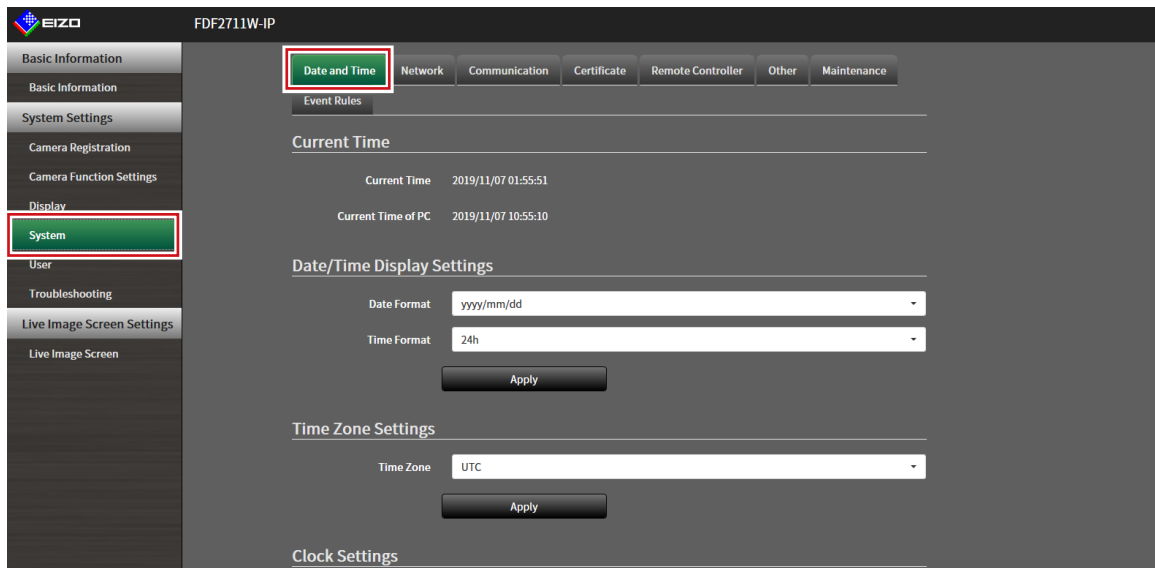 EIZO FDF2711W-IP
Basic Information
Basic Information
System Settings
Camera Registration
Camera Function Settings
Display
System
User
Troubleshooting
Live Image Screen Settings
Live Image Screen
Date and Time Network Communication Certificate Remote Controller Other Maintenance
Event Rules
Current Time
Current Time 2019/11/07 01:55:51
Current Time of PC 2019/11/07 10:55:10
Date/Time Display Settings
Date Format yyyy/mm/dd
Time Format 24h
Apply
Time Zone Settings
Time Zone UTC
Apply
Clock Settings